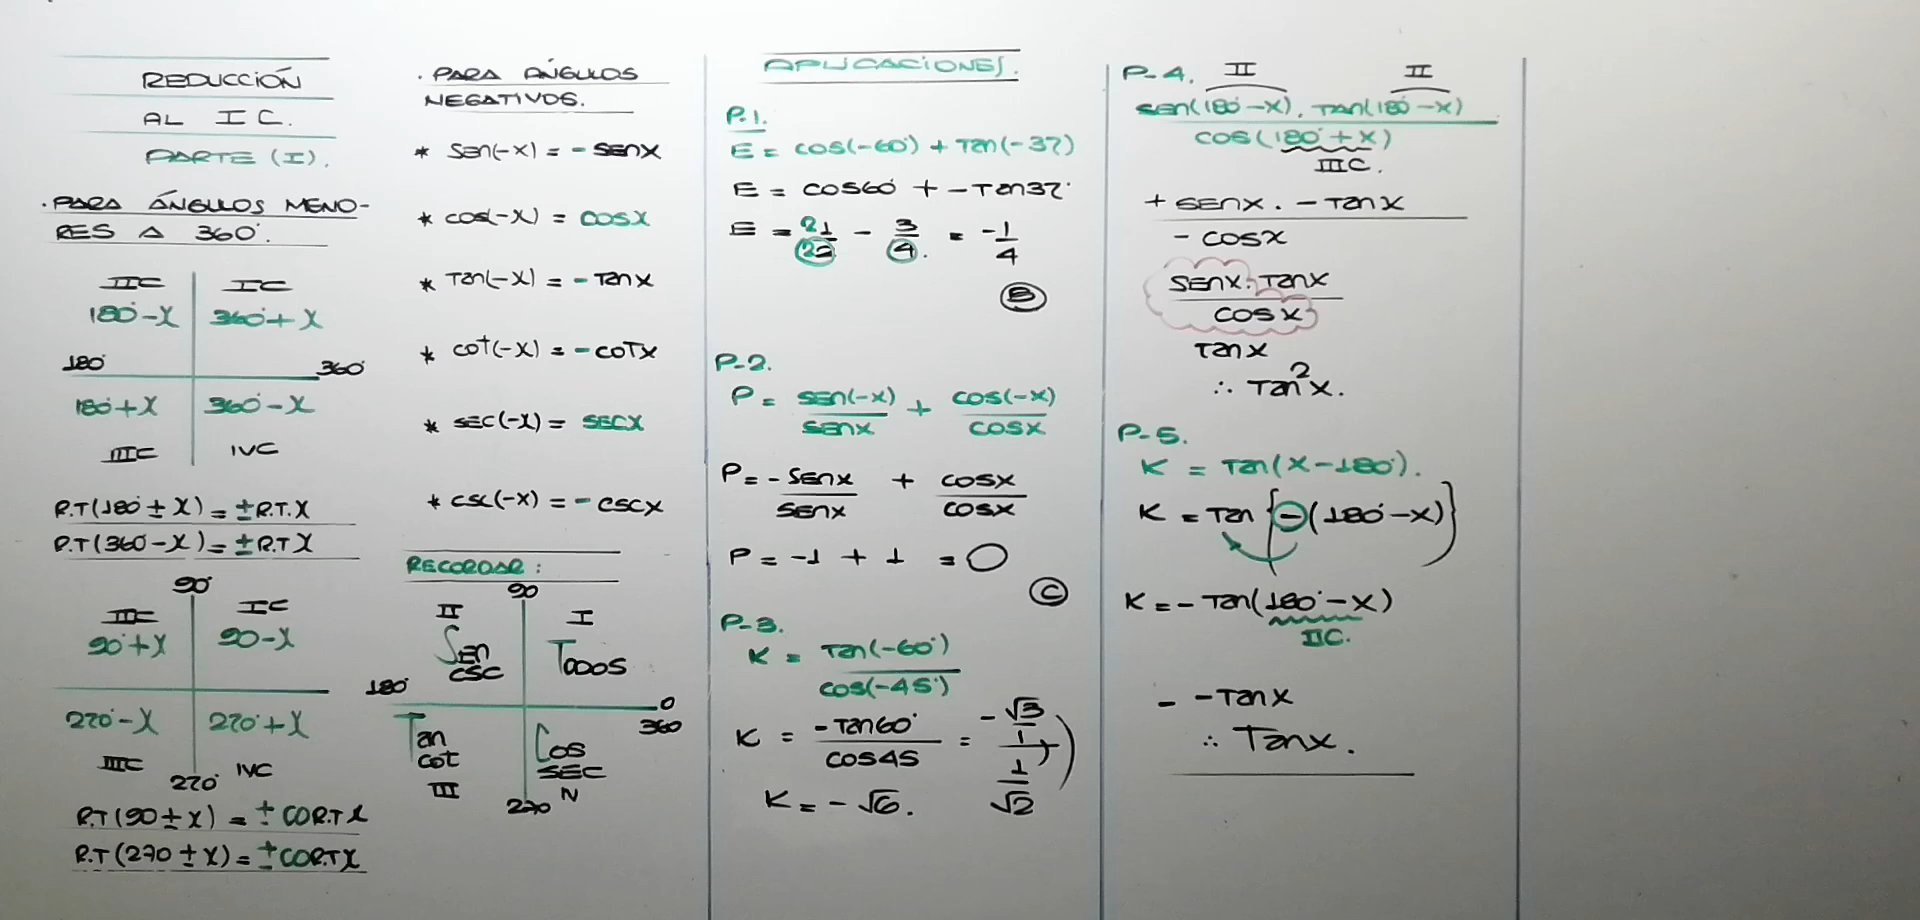 REDUCCIÓN
AL IC.
PARTE (I).
. PARA ÁNGULOS MENO-
RES A 360°.
IIC IC
180°-X 360°+X
180° 360°
180°+X 360°-X
IIIC IVC
R.T(180°±X)=±R.T.X
R.T(360-X)=±R.TX
90°
IIC IC
90°+X 90-X
270°-X 270°+X
IIIC IVC
270°
R.T(90±X)=±CO R.T X
R.T(270±X)=±CO R.T X
. PARA ÁNGULOS
NEGATIVOS.
* Sen(-X) = - SENX
* cos(-X) = COSX
* Tan(-X) = - Tanx
* cot(-X) = - COTX
* SEC(-X) = SECX
* CSC(-X) = - CSCX
RECORDAR:
90
II I
Sen Todos
CSC
180° 0
360
Tan Cos
cot SEC
III IV
270
APLICACIONES.
P.1.
E = cos(-60°) + Tan(-37)
E = COS60° + - Tan37°
E = 2 1/2 2 - 3/4 = -1/4
B
P-2.
P = sen(-x)/senx + cos(-x)/cosx
P = - Senx/Senx + cosx/cosx
P = -1 + 1 = 0
C
P-3.
K = Tan(-60°)/cos(-45°)
K = -Tan60°/COS45 = -√3/1 / 1/√2
K = - √6.
P-4. II II
sen(180°-x). Tan(180°-x)
cos(180°+x)
IIIC.
+ senx. - Tanx
- cosx
Senx. Tanx
cosx
Tanx
∴ Tan²x.
P-5.
K = Tan(X-180°).
K = Tan{-(180°-x)}
K = - Tan(180°-x)
IIC.
- -Tanx
∴ Tanx.